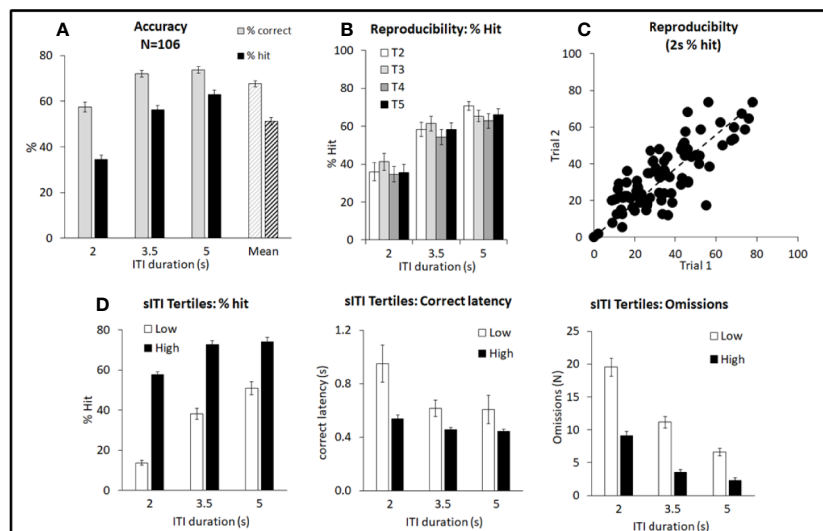 A
Accuracy
N=106
% correct
% hit
80
60
40
20
0
%
2
3.5
5
Mean
ITI duration (s)
B
Reproducibility: % Hit
T2
T3
T4
T5
100
80
60
40
20
0
% Hit
2
3.5
5
ITI duration (s)
C
Reproducibilty
(2s % hit)
100
80
60
40
20
0
Trial 2
0
20
40
60
80
100
Trial 1
D
sITI Tertiles: % hit
Low
High
80
60
40
20
0
% Hit
2
3.5
5
ITI duration (s)
sITI Tertiles: Correct latency
Low
High
1.2
0.8
0.4
0.0
correct latency (s)
2
3.5
5
ITI duration (s)
sITI Tertiles: Omissions
Low
High
25
20
15
10
5
0
Omissions (N)
2
3.5
5
ITI duration (s)